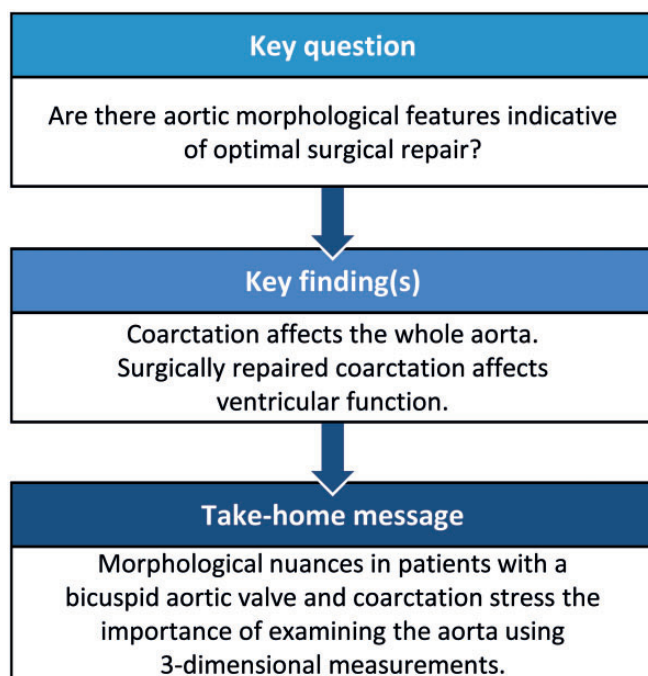 Key question
Are there aortic morphological features indicative
of optimal surgical repair?
Key finding(s)
Coarctation affects the whole aorta.
Surgically repaired coarctation affects
ventricular function.
Take-home message
Morphological nuances in patients with a
bicuspid aortic valve and coarctation stress the
importance of examining the aorta using
3-dimensional measurements.